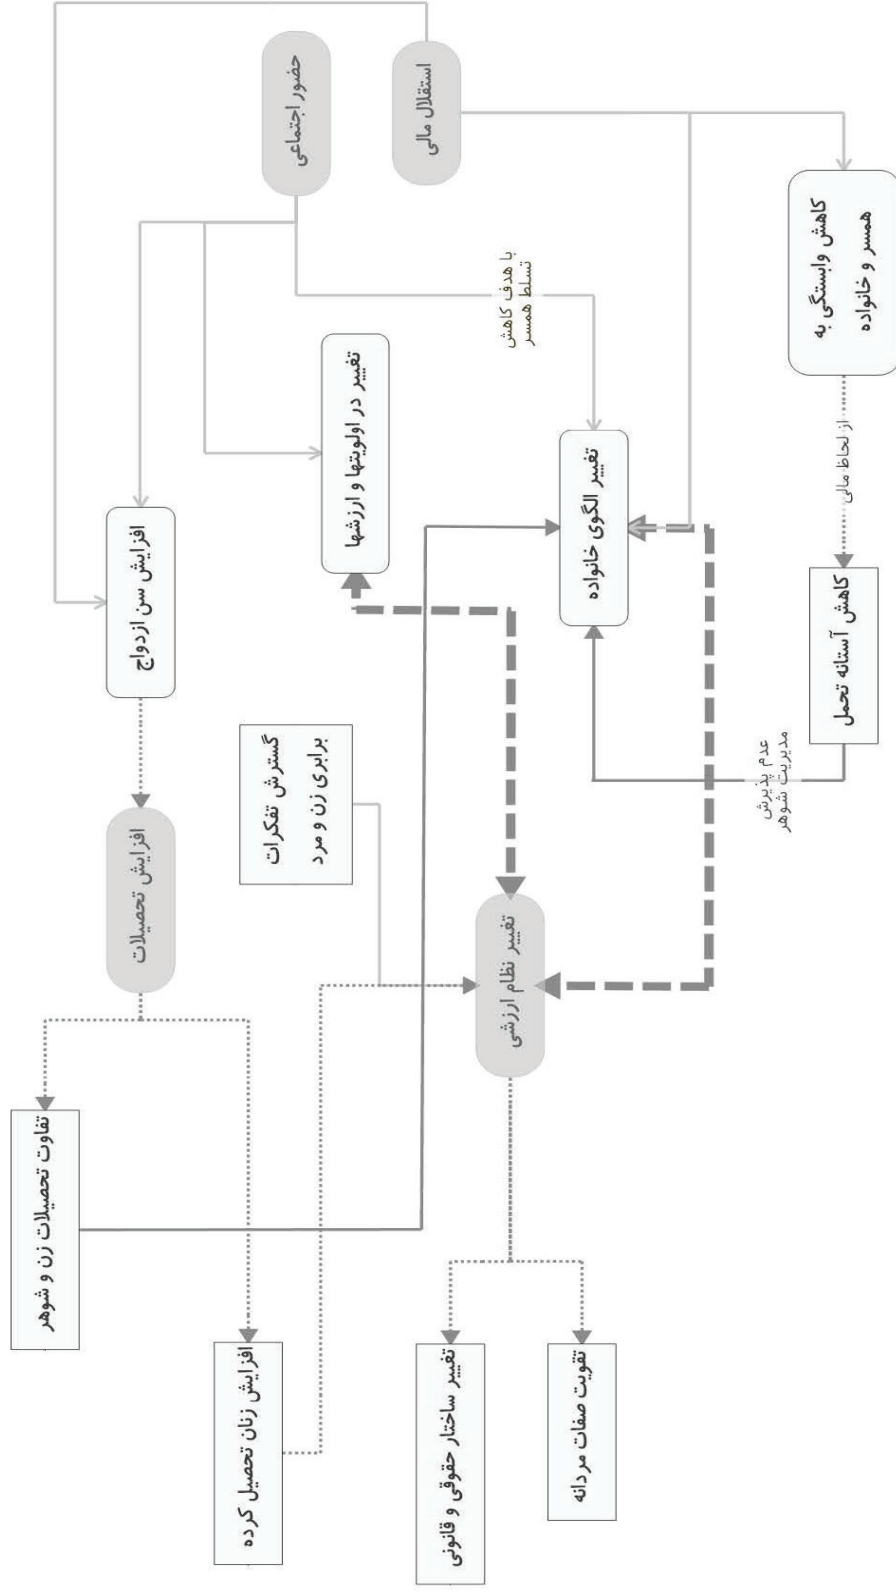 حضور اجتماعی
استقلال مالی
کاهش وابستگی به
همسر و خانواده
با هدف کاهش
تسلط همسر
تغییر در اولویتها و ارزشها
تغییر الگوی خانواده
از لحاظ مالی
افزایش سن ازدواج
کاهش آستانه تحمل
گسترش تفکرات
برابری زن و مرد
عدم پذیرش
مدیریت شوهر
افزایش تحصیلات
تغییر نظام ارزشی
تفاوت تحصیلات زن و شوهر
افزایش زنان تحصیل کرده
تغییر ساختار حقوقی و قانونی
تقویت صفات مردانه